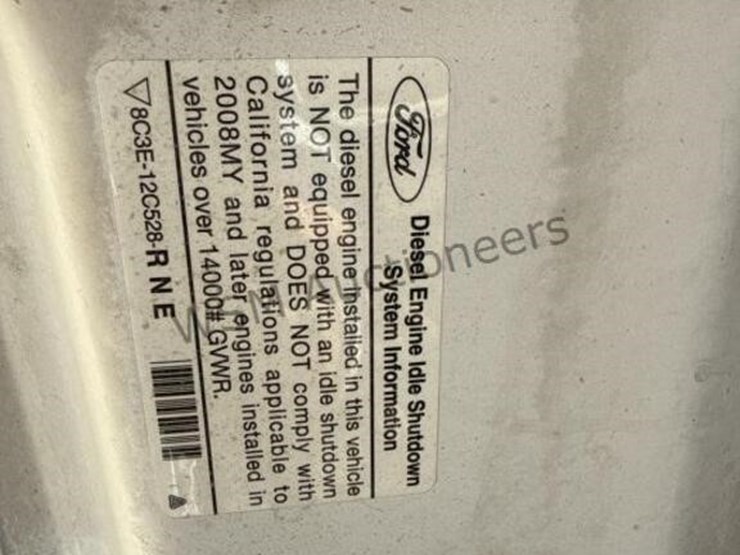 Ford
Diesel Engine Idle Shutdown
System Information
The diesel engine installed in this vehicle
is NOT equipped with an idle shutdown
system and DOES NOT comply with
California regulations applicable to
2008MY and later engines installed in
vehicles over 14000# GVWR.
8C3E-12C528-R N E
Auctioneers